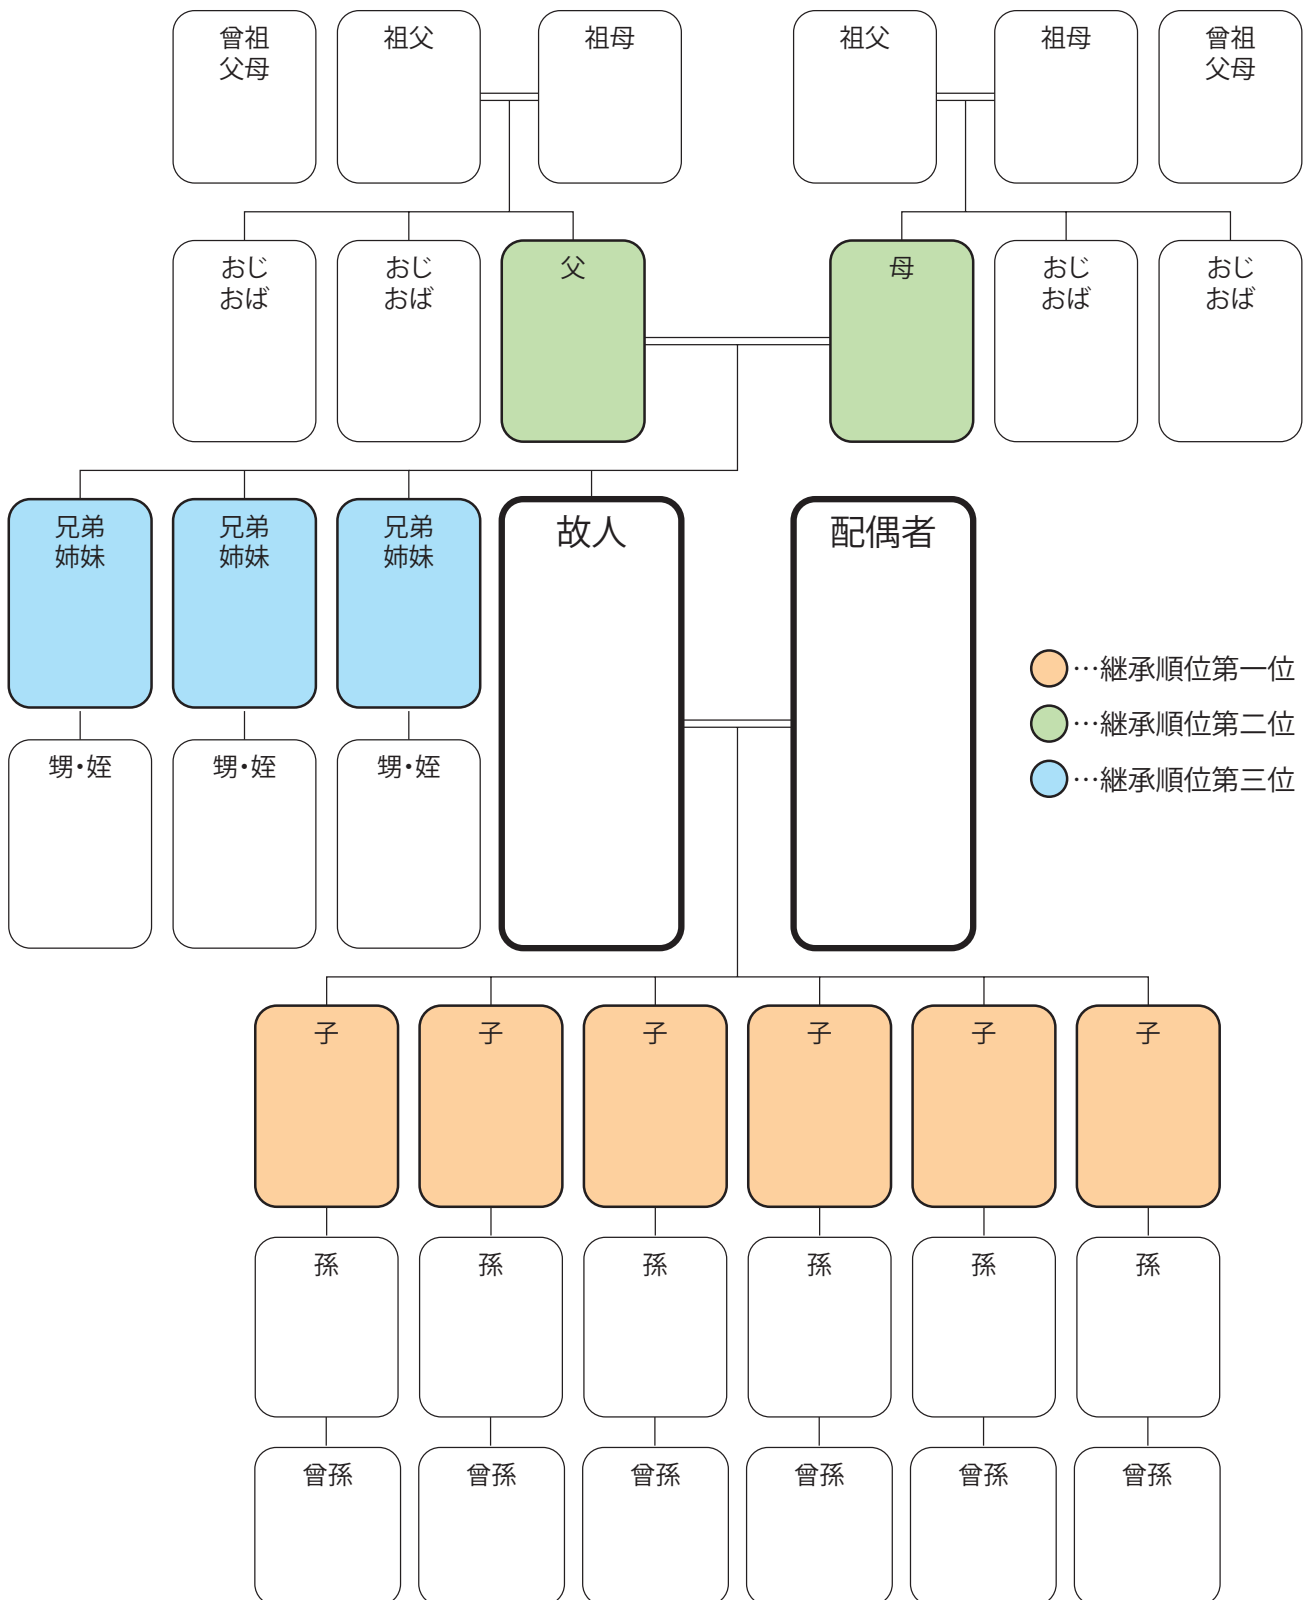 曾祖
父母
祖父
祖母
祖父
祖母
曾祖
父母
おじ
おば
おじ
おば
父
母
おじ
おば
おじ
おば
兄弟
姉妹
兄弟
姉妹
兄弟
姉妹
故人
配偶者
…継承順位第一位
…継承順位第二位
…継承順位第三位
甥・姪
甥・姪
甥・姪
子
子
子
子
子
子
孫
孫
孫
孫
孫
孫
曾孫
曾孫
曾孫
曾孫
曾孫
曾孫